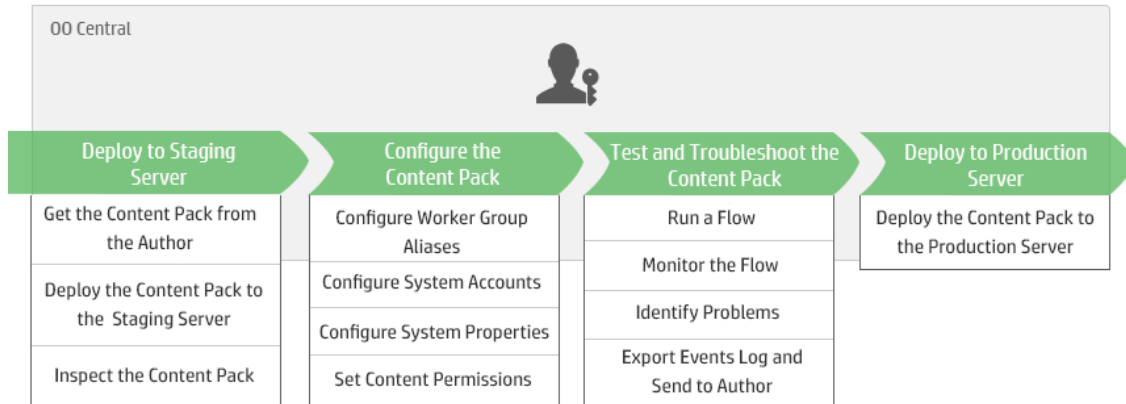 OO Central
Deploy to Staging
Server
Get the Content Pack from
the Author
Deploy the Content Pack to
the Staging Server
Inspect the Content Pack
Configure the
Content Pack
Configure Worker Group
Aliases
Configure System Accounts
Configure System Properties
Set Content Permissions
Test and Troubleshoot the
Content Pack
Run a Flow
Monitor the Flow
Identify Problems
Export Events Log and
Send to Author
Deploy to Production
Server
Deploy the Content Pack to
the Production Server